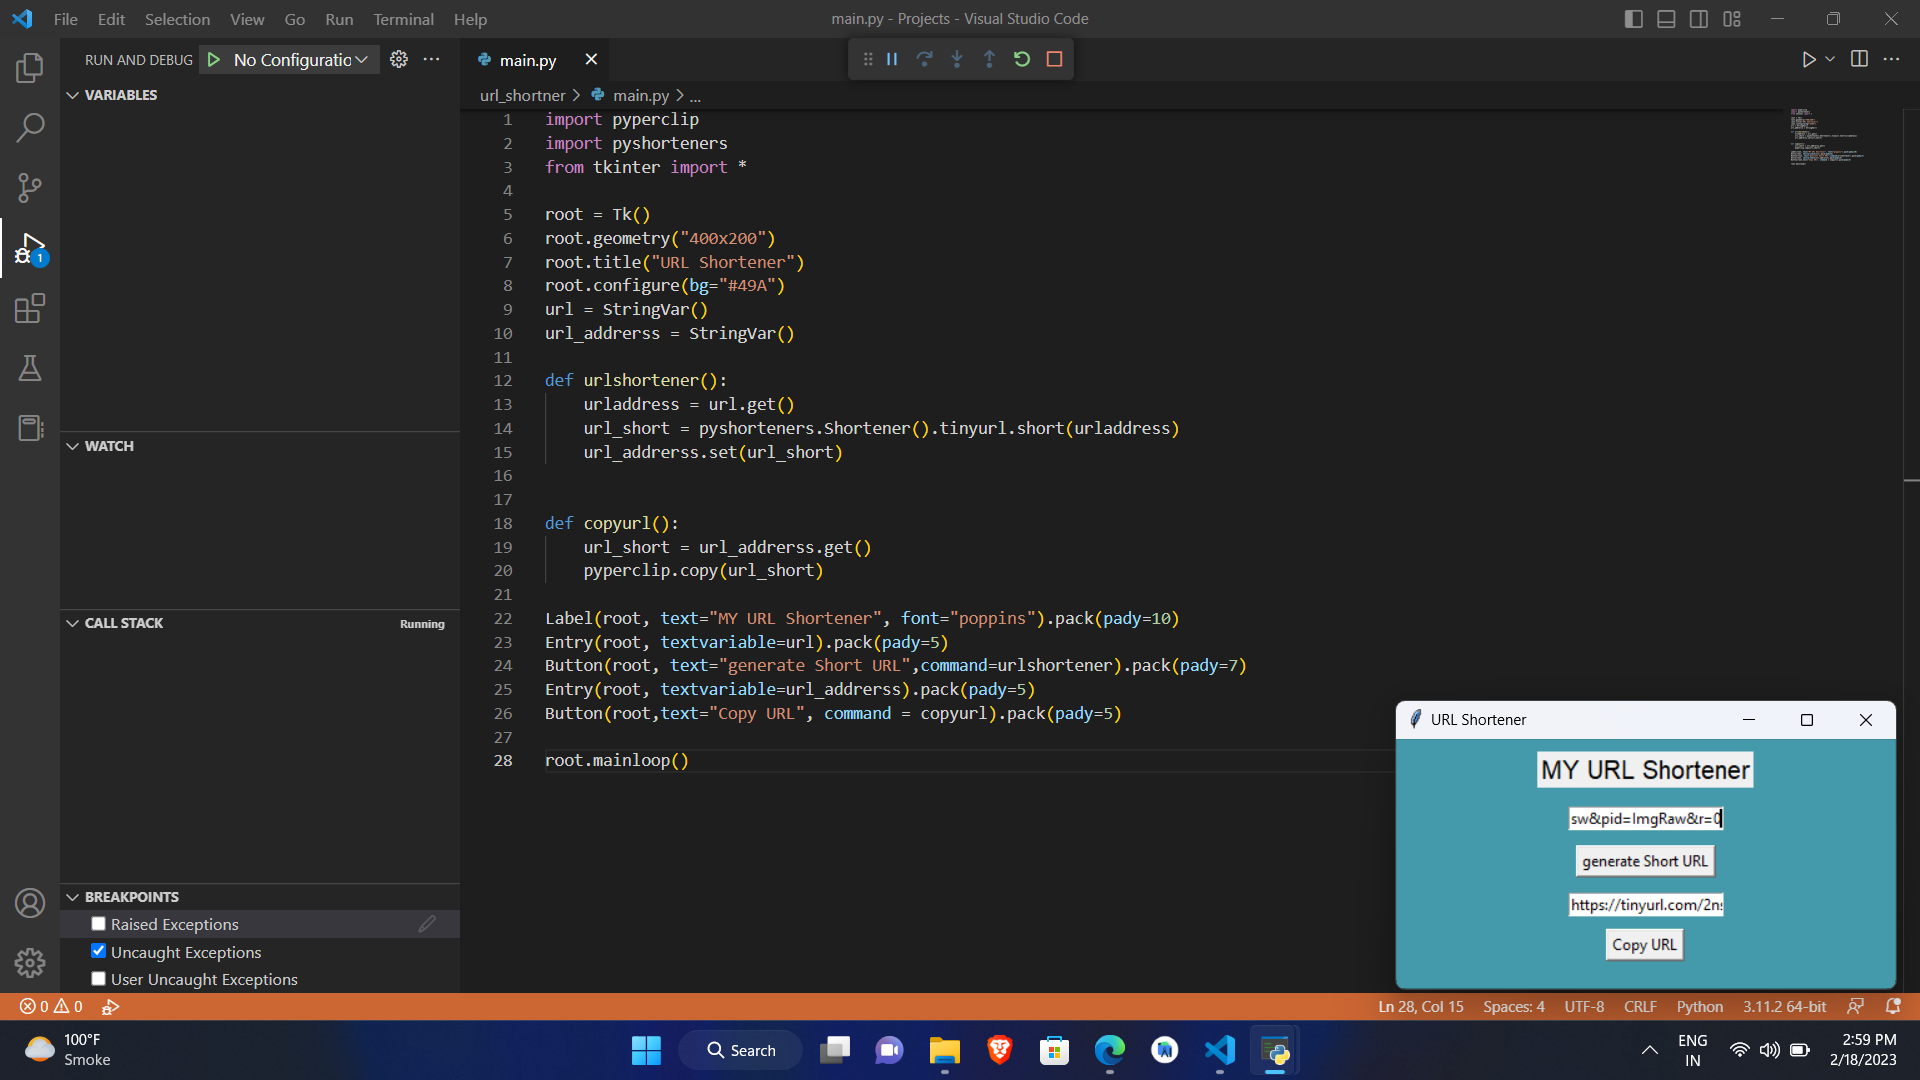 File Edit Selection View Go Run Terminal Help
main.py - Projects - Visual Studio Code
RUN AND DEBUG
No Configuratic
main.py
url_shortner > main.py > ...
VARIABLES
WATCH
CALL STACK
Running
BREAKPOINTS
Raised Exceptions
Uncaught Exceptions
User Uncaught Exceptions
1
1 import pyperclip
2 import pyshorteners
3 from tkinter import *
4
5 root = Tk()
6 root.geometry("400x200")
7 root.title("URL Shortener")
8 root.configure(bg="#49A")
9 url = StringVar()
10 url_addrerss = StringVar()
11
12 def urlshortener():
13     urladdress = url.get()
14     url_short = pyshorteners.Shortener().tinyurl.short(urladdress)
15     url_addrerss.set(url_short)
16
17
18 def copyurl():
19     url_short = url_addrerss.get()
20     pyperclip.copy(url_short)
21
22 Label(root, text="MY URL Shortener", font="poppins").pack(pady=10)
23 Entry(root, textvariable=url).pack(pady=5)
24 Button(root, text="generate Short URL",command=urlshortener).pack(pady=7)
25 Entry(root, textvariable=url_addrerss).pack(pady=5)
26 Button(root,text="Copy URL", command = copyurl).pack(pady=5)
27
28 root.mainloop()
URL Shortener
MY URL Shortener
sw&pid=ImgRaw&r=0
generate Short URL
https://tinyurl.com/2n
Copy URL
0 0
Ln 28, Col 15 Spaces: 4 UTF-8 CRLF Python 3.11.2 64-bit
100°F
Smoke
Search
ENG
IN
2:59 PM
2/18/2023